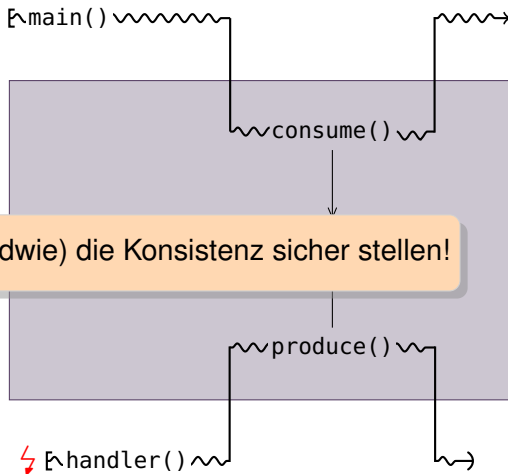 main()
consume()
dwie) die Konsistenz sicher stellen!
produce()
handler()